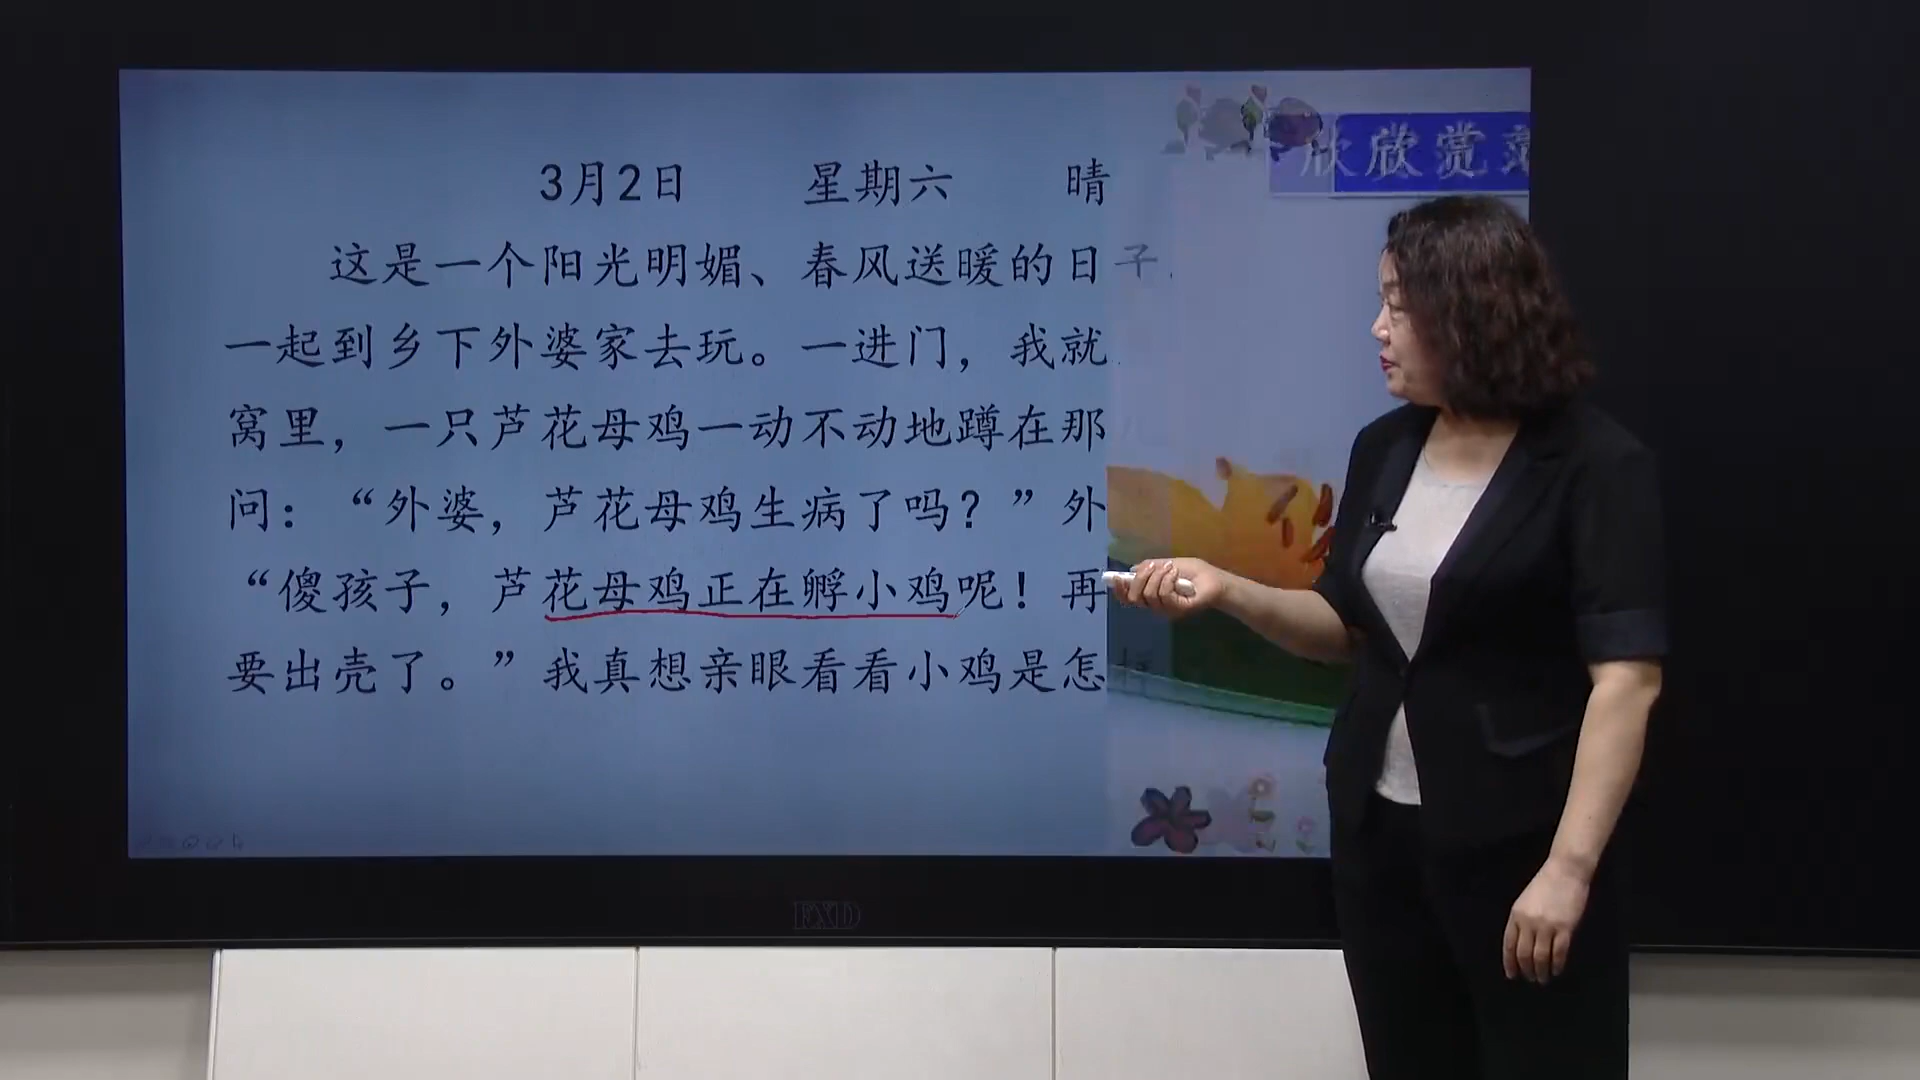 欣欣赏范
3月2日 星期六 晴
这是一个阳光明媚、春风送暖的日子
一起到乡下外婆家去玩。一进门，我就
窝里，一只芦花母鸡一动不动地蹲在那
问：“外婆，芦花母鸡生病了吗？”外
“傻孩子，芦花母鸡正在孵小鸡呢！再
要出壳了。”我真想亲眼看看小鸡是怎
EXD